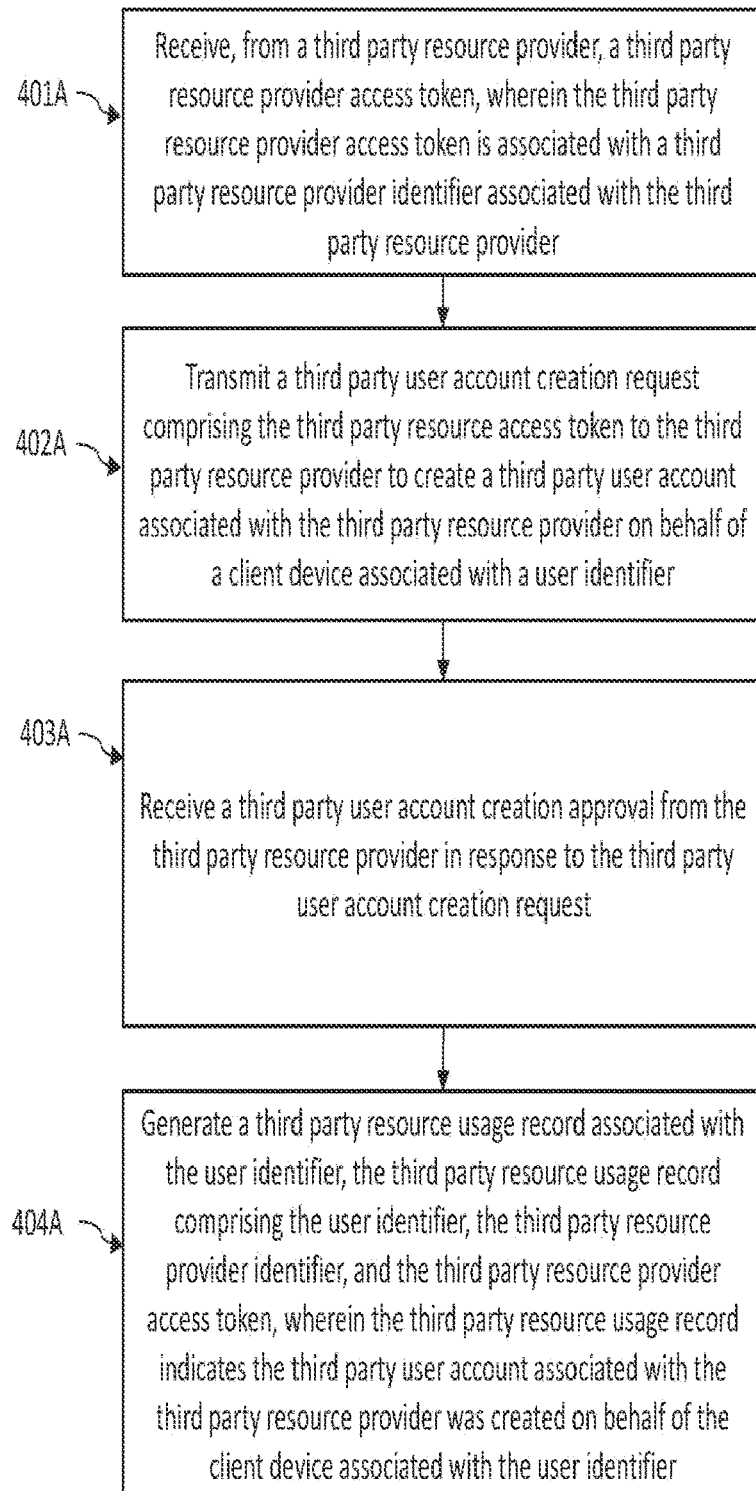 401A
Receive, from a third party resource provider, a third party
resource provider access token, wherein the third party
resource provider access token is associated with a third
party resource provider identifier associated with the third
party resource provider
402A
Transmit a third party user account creation request
comprising the third party resource access token to the third
party resource provider to create a third party user account
associated with the third party resource provider on behalf of
a client device associated with a user identifier
403A
Receive a third party user account creation approval from the
third party resource provider in response to the third party
user account creation request
404A
Generate a third party resource usage record associated with
the user identifier, the third party resource usage record
comprising the user identifier, the third party resource
provider identifier, and the third party resource provider
access token, wherein the third party resource usage record
indicates the third party user account associated with the
third party resource provider was created on behalf of the
client device associated with the user identifier